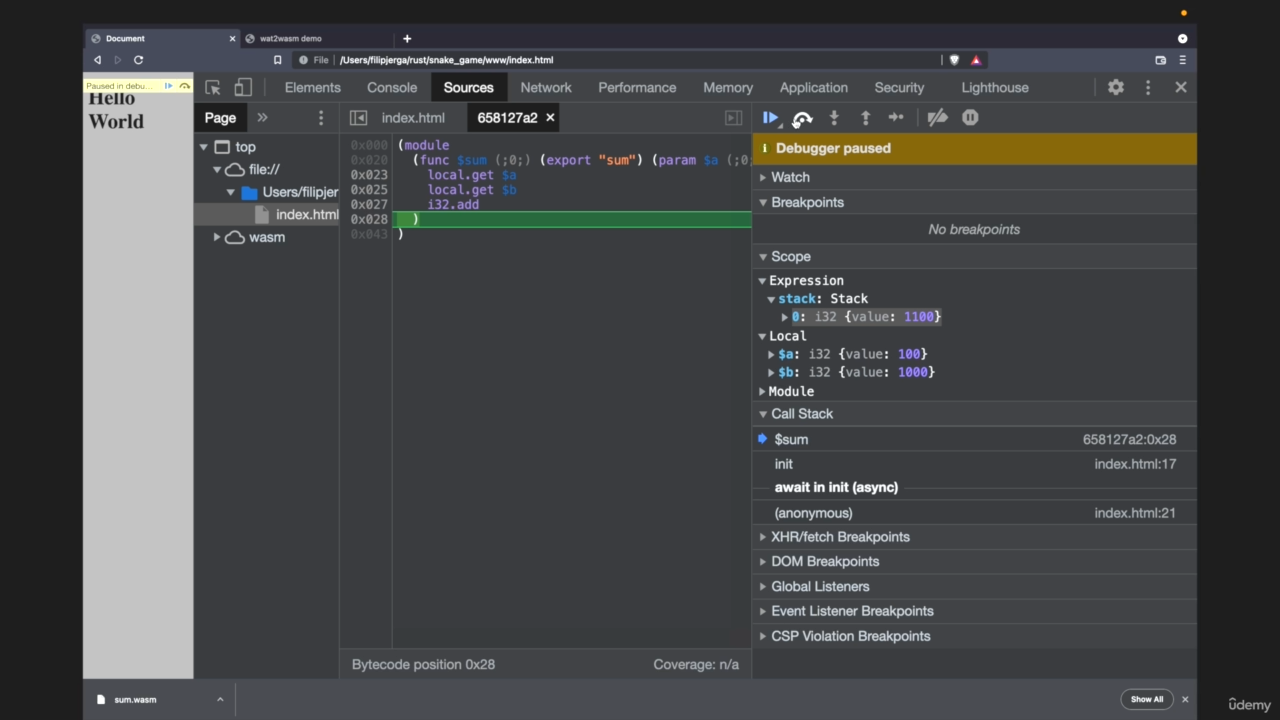 Document
wat2wasm demo
File
/Users/filipjerga/rust/snake_game/www/index.html
Paused in debu...
Hello
World
Elements
Console
Sources
Network
Performance
Memory
Application
Security
Lighthouse
Page
index.html
658127a2
top
file://
Users/filipjer
index.html
wasm
0x000 (module
0x020 (func $sum (;0;) (export "sum") (param $a (;0;
0x023 local.get $a
0x025 local.get $b
0x027 i32.add
0x028 )
0x043 )
Bytecode position 0x28
Coverage: n/a
Debugger paused
Watch
Breakpoints
No breakpoints
Scope
Expression
stack: Stack
0: i32 {value: 1100}
Local
$a: i32 {value: 100}
$b: i32 {value: 1000}
Module
Call Stack
$sum 658127a2:0x28
init index.html:17
await in init (async)
(anonymous) index.html:21
XHR/fetch Breakpoints
DOM Breakpoints
Global Listeners
Event Listener Breakpoints
CSP Violation Breakpoints
sum.wasm
Show All
ûdemy